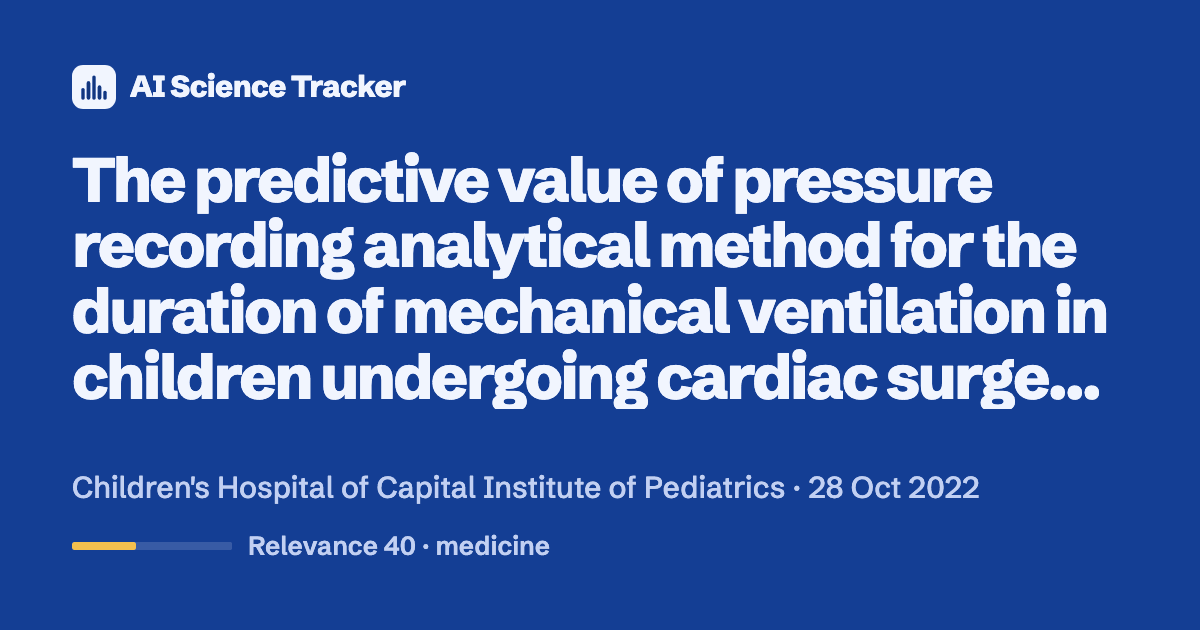 AI Science Tracker
The predictive value of pressure
recording analytical method for the
duration of mechanical ventilation in
children undergoing cardiac surge...
Children's Hospital of Capital Institute of Pediatrics · 28 Oct 2022
Relevance 40 · medicine